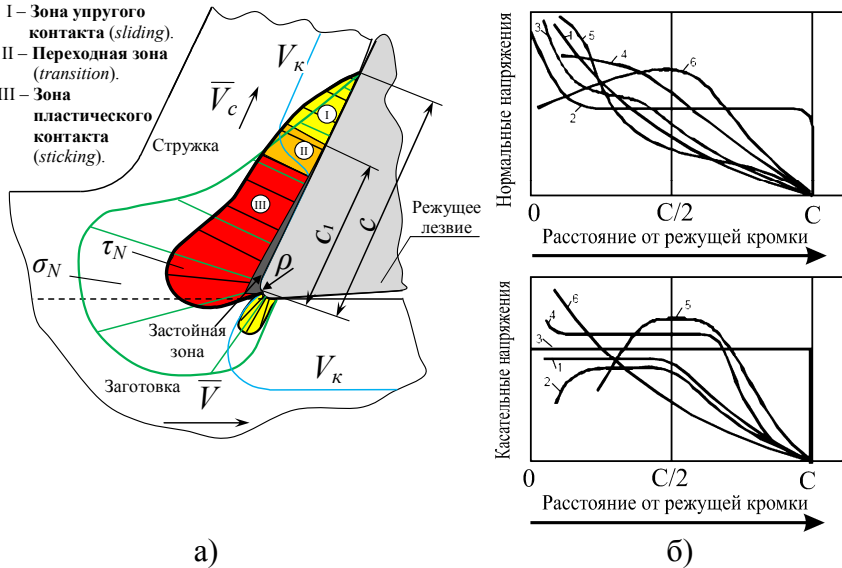 I – Зона упругого
контакта (sliding).
II – Переходная зона
(transition).
III – Зона
пластического
контакта
(sticking).
Vк
V̅c
Стружка
I
II
III
Режущее
лезвие
c₁
c
ρ
σN
τN
Застойная
зона
Заготовка
V̅
Vк
а)
Нормальные напряжения
3
1
5
4
6
2
0
C/2
C
Расстояние от режущей кромки
Касательные напряжения
6
4
5
3
1
2
0
C/2
C
Расстояние от режущей кромки
б)